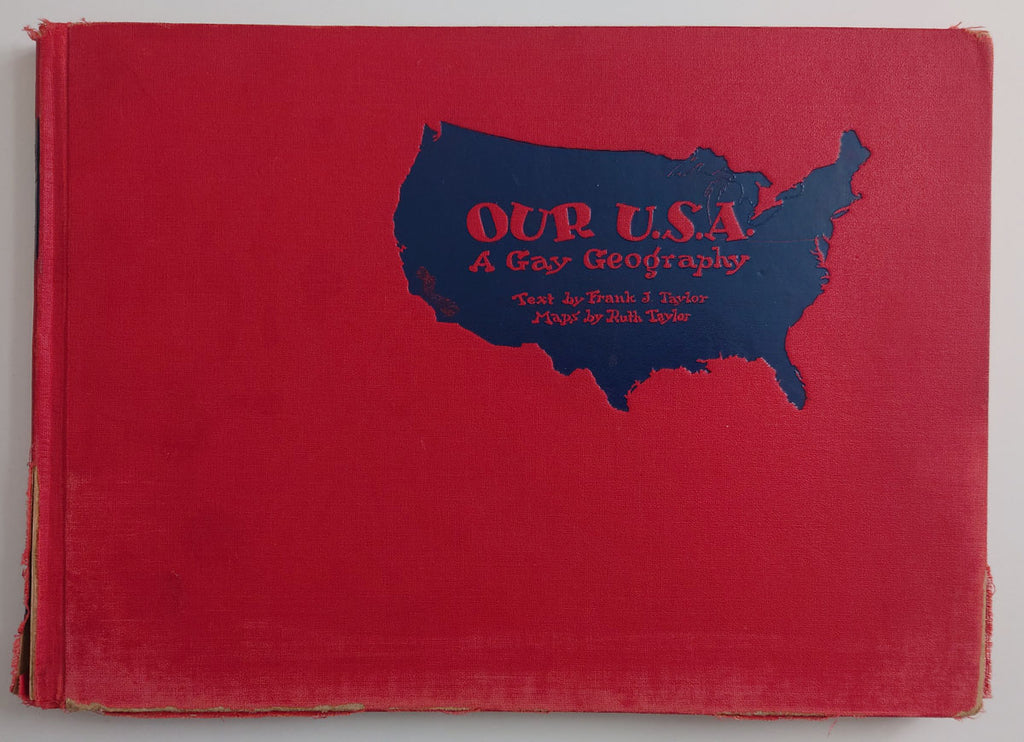 OUR U.S.A.
A Gay Geography
Text by Frank J. Taylor
Maps by Ruth Taylor